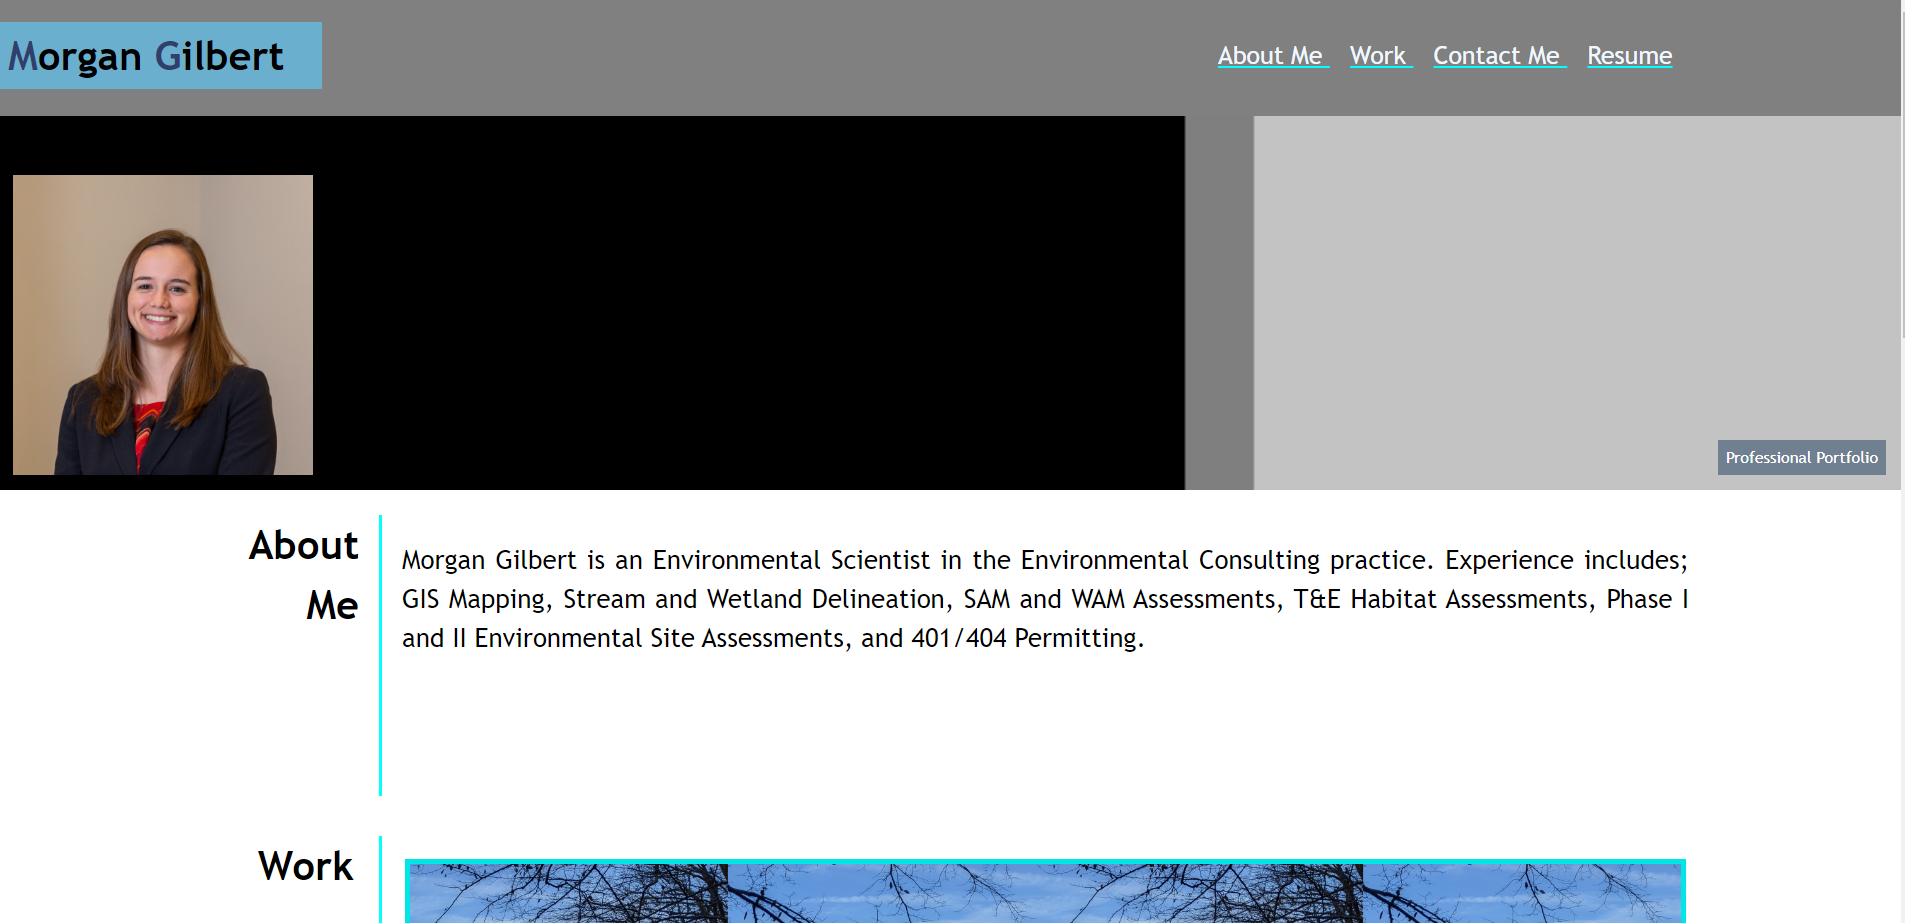 Morgan Gilbert
About Me Work Contact Me Resume
Professional Portfolio
About
Me
Morgan Gilbert is an Environmental Scientist in the Environmental Consulting practice. Experience includes;
GIS Mapping, Stream and Wetland Delineation, SAM and WAM Assessments, T&E Habitat Assessments, Phase I
and II Environmental Site Assessments, and 401/404 Permitting.
Work